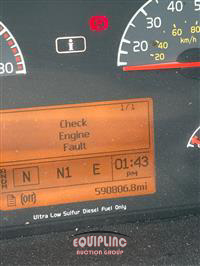 1/1
Check
Engine
Fault
N N1 E 01:43
PM
590806.8mi
Ultra Low Sulfur Diesel Fuel Only
30
20
40
60
80
20
40
mph
km/h
EQUIPLINC
AUCTION GROUP